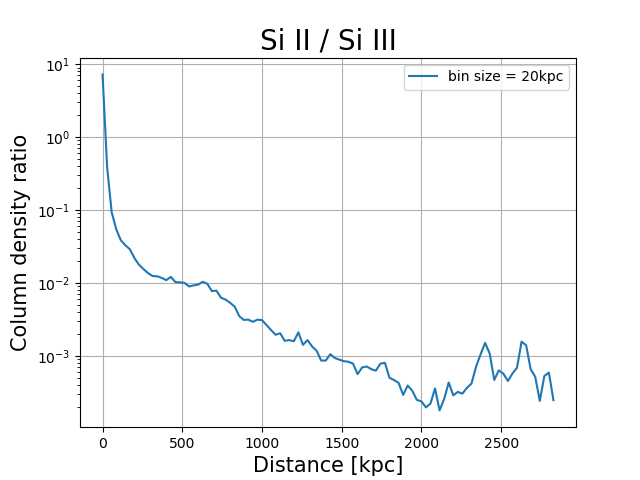 Si II / Si III
bin size = 20kpc
Column density ratio
10¹
10⁰
10⁻¹
10⁻²
10⁻³
0 500 1000 1500 2000 2500
Distance [kpc]